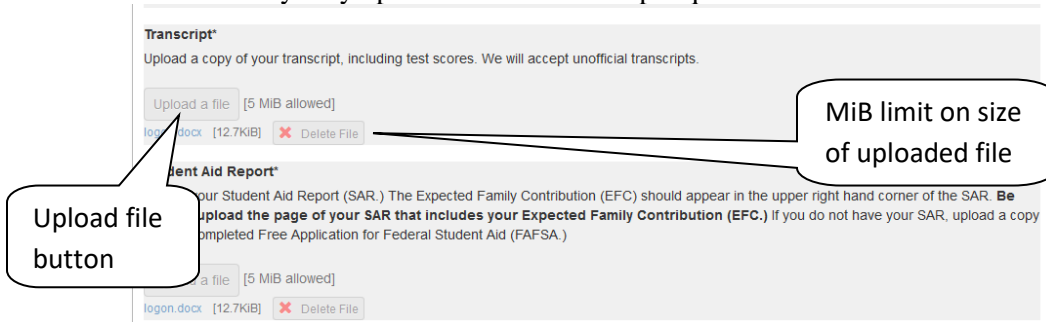 Transcript*
Upload a copy of your transcript, including test scores. We will accept unofficial transcripts.
Upload a file [5 MiB allowed]
docx [12.7KiB] Delete File
MiB limit on size
of uploaded file
dent Aid Report*
our Student Aid Report (SAR.) The Expected Family Contribution (EFC) should appear in the upper right hand corner of the SAR. Be
upload the page of your SAR that includes your Expected Family Contribution (EFC.) If you do not have your SAR, upload a copy
ompleted Free Application for Federal Student Aid (FAFSA.)
Upload file
button
a file [5 MiB allowed]
logon.docx [12.7KiB] Delete File